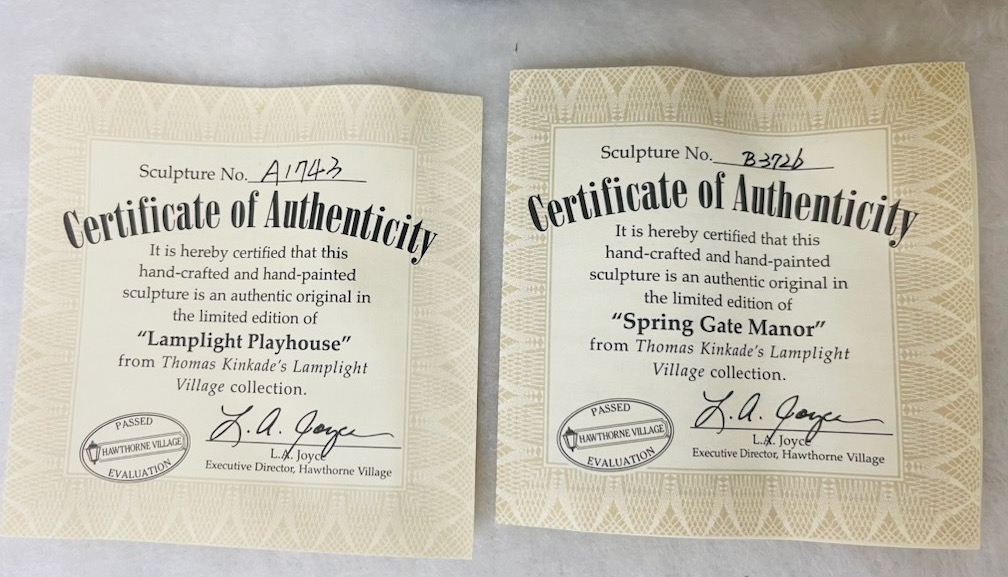 Sculpture No. A1743
Certificate of Authenticity
It is hereby certified that this
hand-crafted and hand-painted
sculpture is an authentic original in
the limited edition of
“Lamplight Playhouse”
from Thomas Kinkade's Lamplight
Village collection.
PASSED
HAWTHORNE VILLAGE
EVALUATION
L.A. Joyce
L.A. Joyce
Executive Director, Hawthorne Village
Sculpture No. B3726
Certificate of Authenticity
It is hereby certified that this
hand-crafted and hand-painted
sculpture is an authentic original in
the limited edition of
“Spring Gate Manor”
from Thomas Kinkade's Lamplight
Village collection.
PASSED
HAWTHORNE VILLAGE
EVALUATION
L.A. Joyce
L.A. Joyce
Executive Director, Hawthorne Village